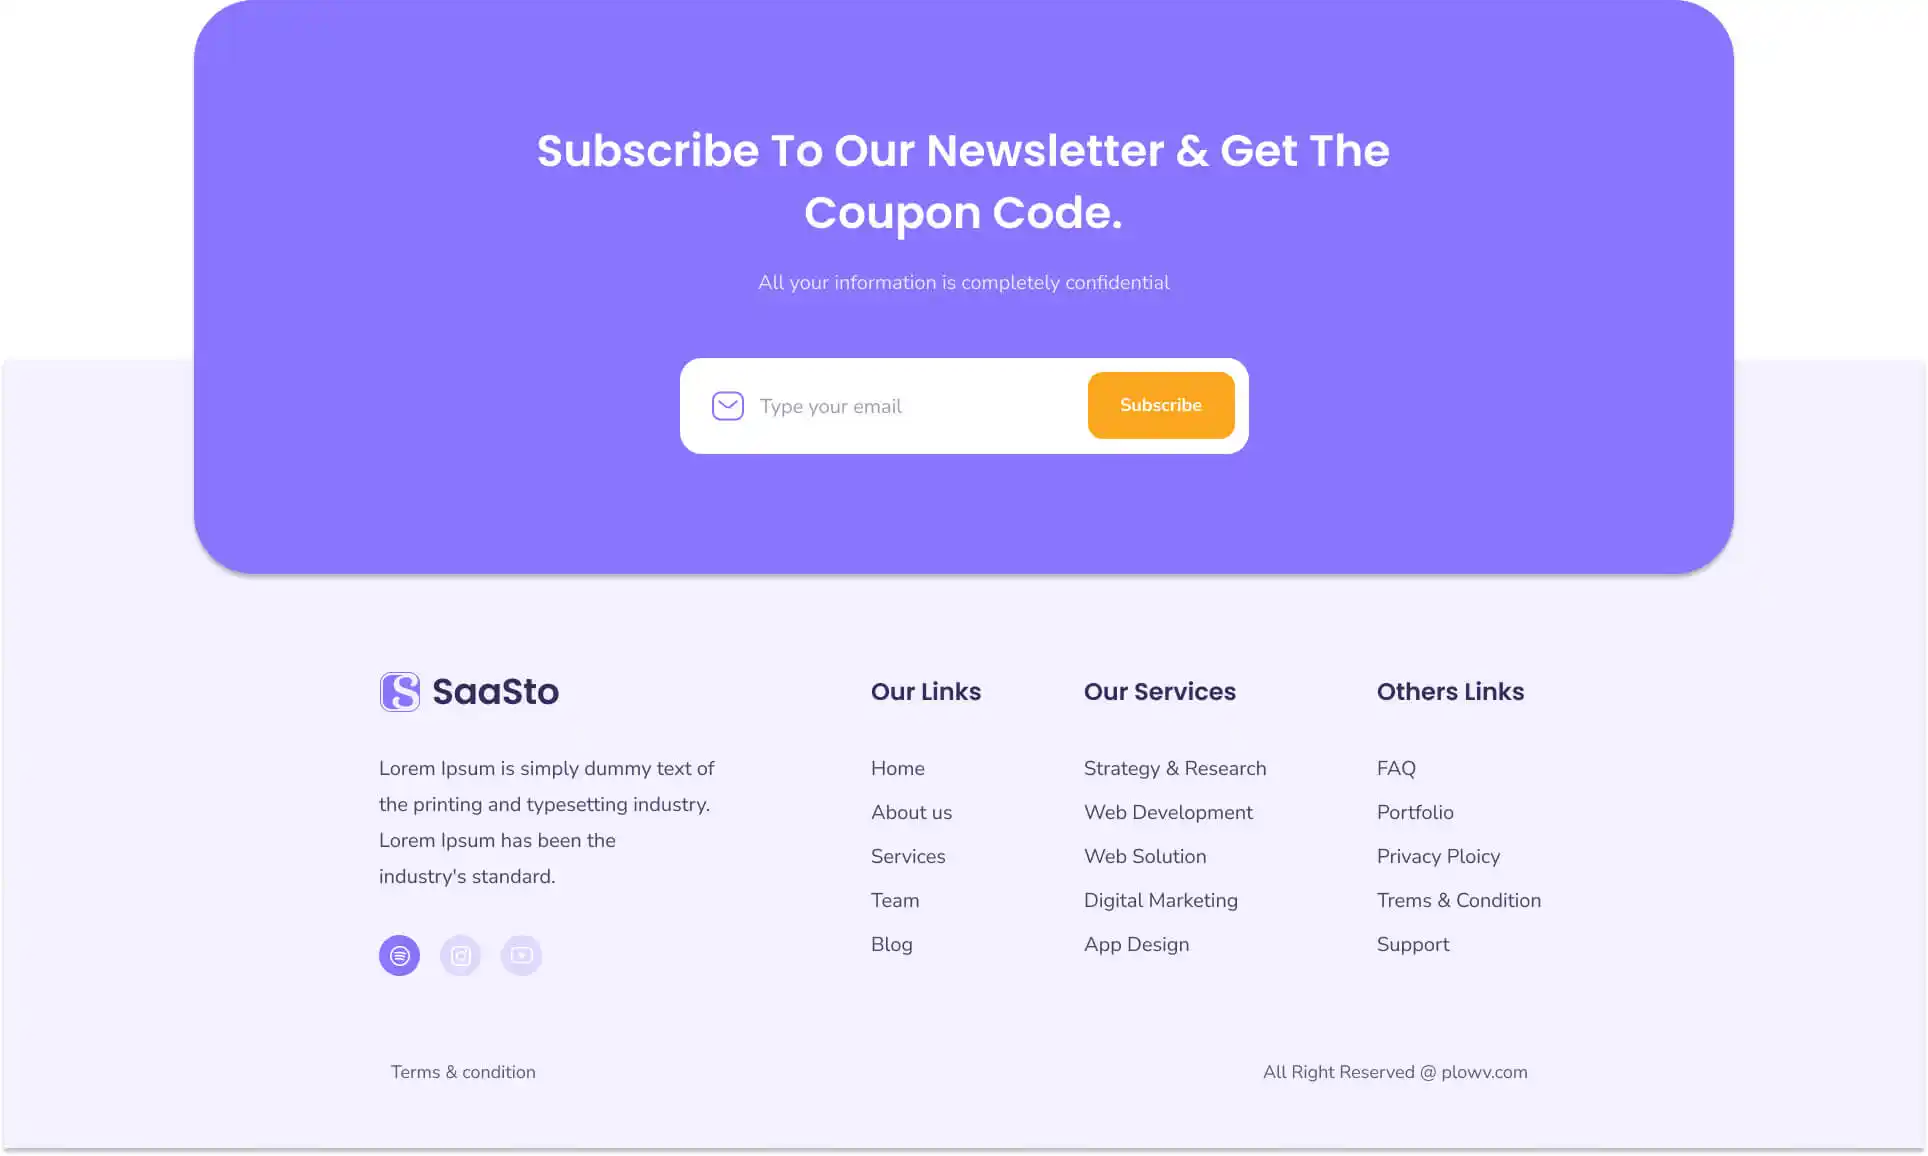 Subscribe To Our Newsletter & Get The
Coupon Code.
All your information is completely confidential
Type your email
Subscribe
S SaaSto
Lorem Ipsum is simply dummy text of
the printing and typesetting industry.
Lorem Ipsum has been the
industry's standard.
Our Links
Home
About us
Services
Team
Blog
Our Services
Strategy & Research
Web Development
Web Solution
Digital Marketing
App Design
Others Links
FAQ
Portfolio
Privacy Ploicy
Trems & Condition
Support
Terms & condition
All Right Reserved @ plowv.com